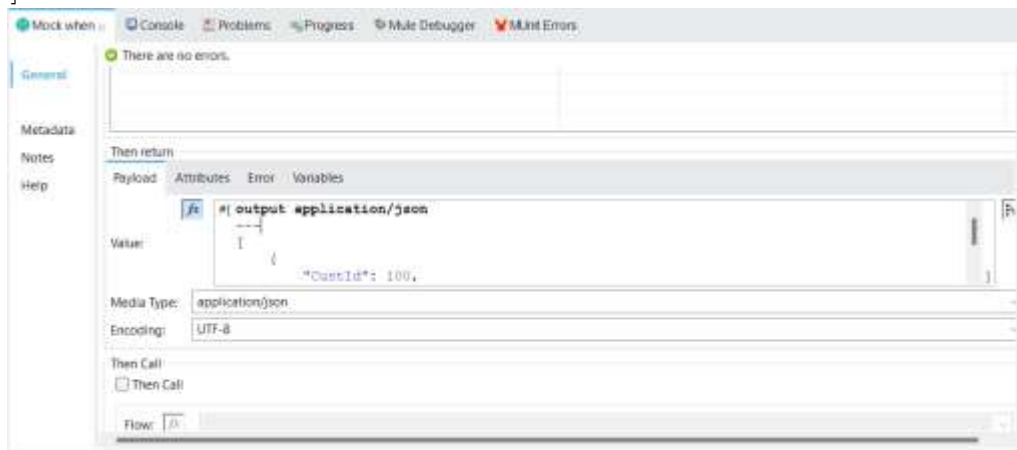 Mock when
Console
Problems
Progress
Mule Debugger
MUnit Errors
There are no errors.
General
Metadata
Notes
Help
Then return
Payload
Attributes
Error
Variables
fx
#[ output application/json
---
[
{
"CustId": 100,
]
Value:
Media Type:
application/json
Encoding:
UTF-8
Then Call
Then Call
Flow:
fx